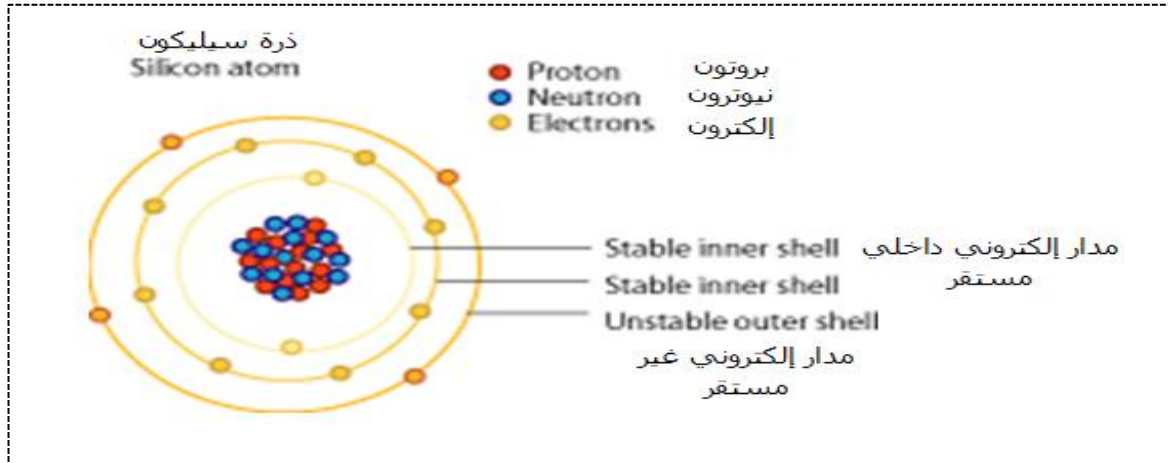 ذرة سيليكون
Silicon atom
Proton بروتون
Neutron نيوترون
Electrons إلكترون
Stable inner shell مدار إلكتروني داخلي
Stable inner shell مستقر
Unstable outer shell
مدار إلكتروني غير
مستقر